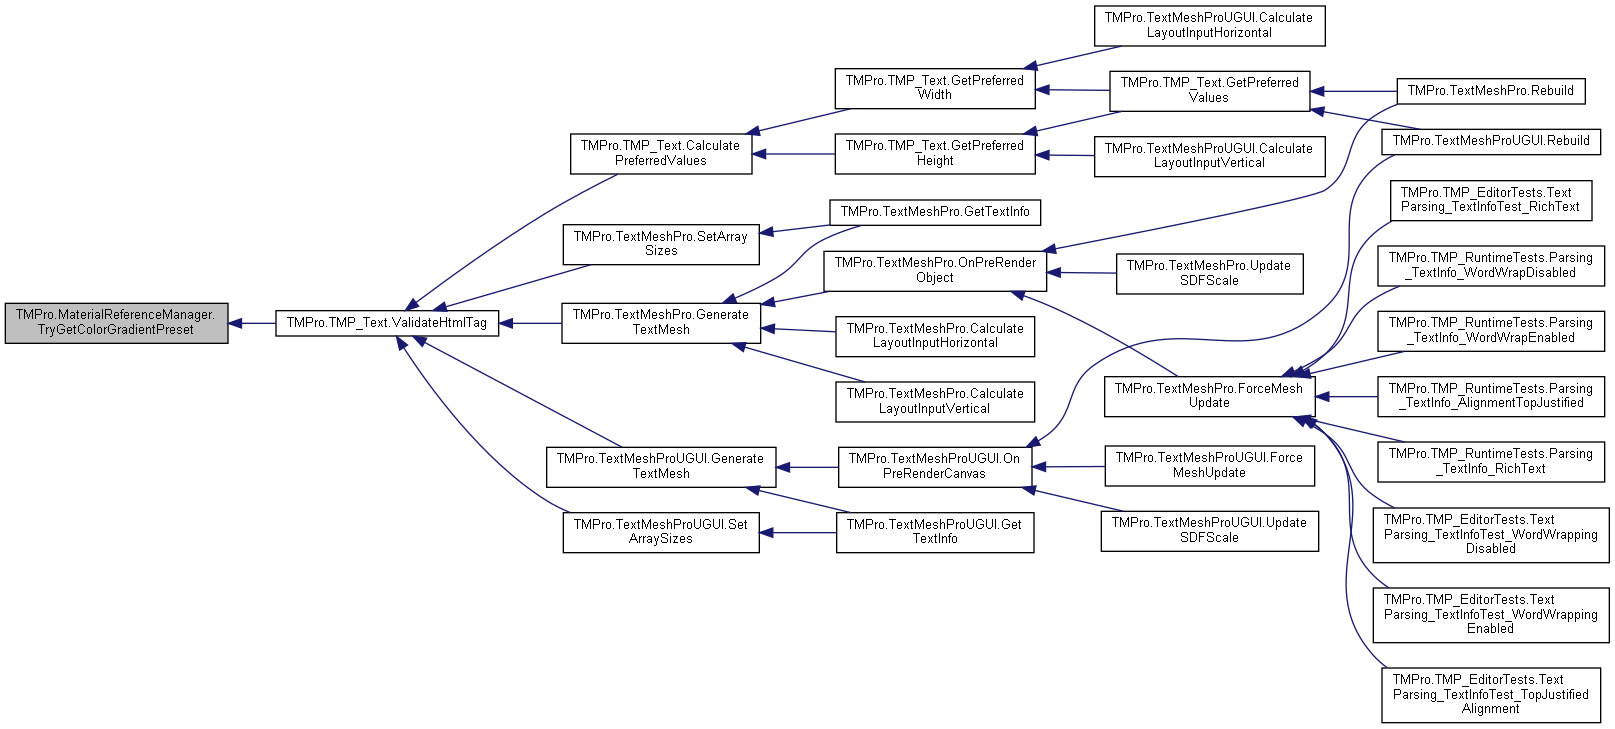 TMPro.MaterialReferenceManager.
TryGetColorGradientPreset
TMPro.TMP_Text.ValidateHtmlTag
TMPro.TMP_Text.Calculate
PreferredValues
TMPro.TextMeshPro.SetArray
Sizes
TMPro.TextMeshPro.Generate
TextMesh
TMPro.TextMeshProUGUI.Generate
TextMesh
TMPro.TextMeshProUGUI.Set
ArraySizes
TMPro.TMP_Text.GetPreferred
Width
TMPro.TMP_Text.GetPreferred
Height
TMPro.TextMeshPro.GetTextInfo
TMPro.TextMeshPro.OnPreRender
Object
TMPro.TextMeshPro.Calculate
LayoutInputHorizontal
TMPro.TextMeshPro.Calculate
LayoutInputVertical
TMPro.TextMeshProUGUI.On
PreRenderCanvas
TMPro.TextMeshProUGUI.Get
TextInfo
TMPro.TextMeshProUGUI.Calculate
LayoutInputHorizontal
TMPro.TMP_Text.GetPreferred
Values
TMPro.TextMeshProUGUI.Calculate
LayoutInputVertical
TMPro.TextMeshPro.Update
SDFScale
TMPro.TextMeshPro.ForceMesh
Update
TMPro.TextMeshProUGUI.Force
MeshUpdate
TMPro.TextMeshProUGUI.Update
SDFScale
TMPro.TextMeshPro.Rebuild
TMPro.TextMeshProUGUI.Rebuild
TMPro.TMP_EditorTests.Text
Parsing_TextInfoTest_RichText
TMPro.TMP_RuntimeTests.Parsing
_TextInfo_WordWrapDisabled
TMPro.TMP_RuntimeTests.Parsing
_TextInfo_WordWrapEnabled
TMPro.TMP_RuntimeTests.Parsing
_TextInfo_AlignmentTopJustified
TMPro.TMP_RuntimeTests.Parsing
_TextInfo_RichText
TMPro.TMP_EditorTests.Text
Parsing_TextInfoTest_WordWrapping
Disabled
TMPro.TMP_EditorTests.Text
Parsing_TextInfoTest_WordWrapping
Enabled
TMPro.TMP_EditorTests.Text
Parsing_TextInfoTest_TopJustified
Alignment